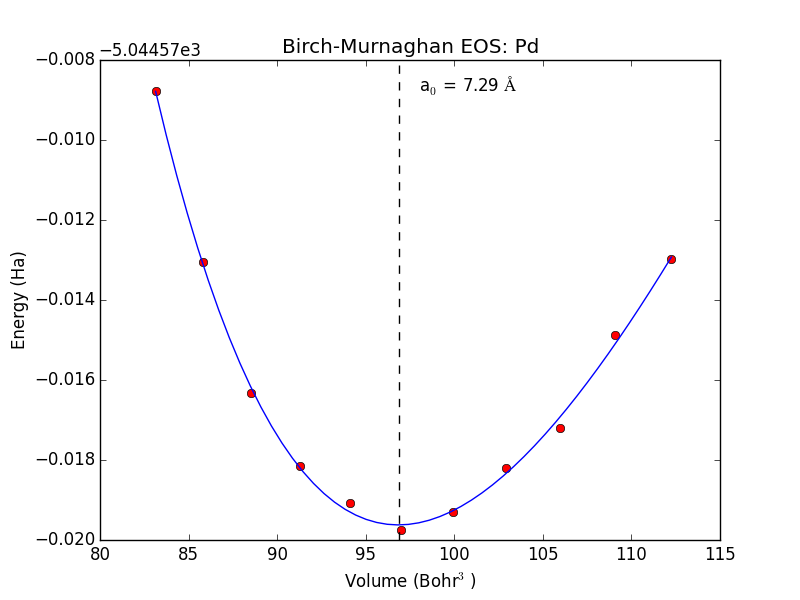 Birch-Murnaghan EOS: Pd
−5.04457e3
a₀ = 7.29 Å
−0.008
−0.010
−0.012
−0.014
−0.016
−0.018
−0.020
Energy (Ha)
80 85 90 95 100 105 110 115
Volume (Bohr³ )